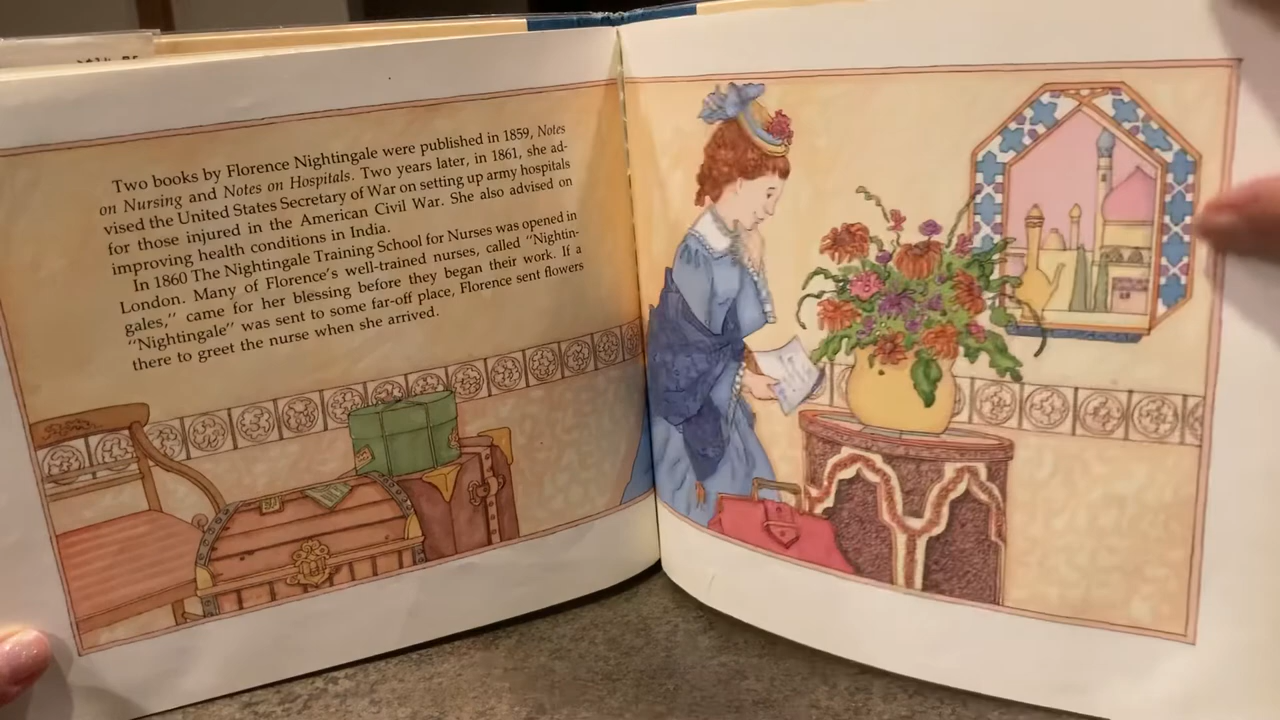 Two books by Florence Nightingale were published in 1859, Notes
on Nursing and Notes on Hospitals. Two years later, in 1861, she ad-
vised the United States Secretary of War on setting up army hospitals
for those injured in the American Civil War. She also advised on
improving health conditions in India.
In 1860 The Nightingale Training School for Nurses was opened in
London. Many of Florence's well-trained nurses, called "Nightin-
gales," came for her blessing before they began their work. If a
"Nightingale" was sent to some far-off place, Florence sent flowers
there to greet the nurse when she arrived.